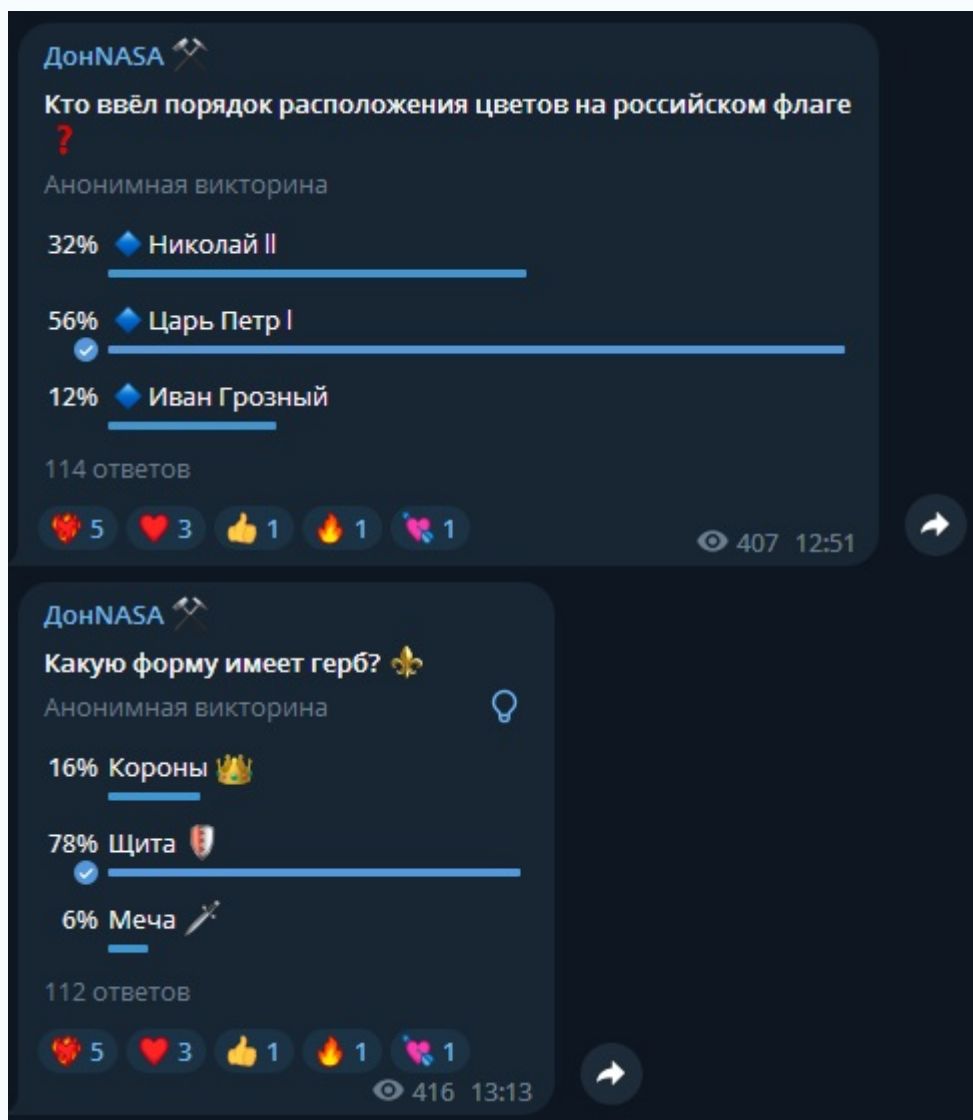 ДонNASA ⚒️
Кто ввёл порядок расположения цветов на российском флаге
❓
Анонимная викторина
32% 🔹 Николай ll
56% 🔹 Царь Петр l
12% 🔹 Иван Грозный
114 ответов
❤️‍🔥 5 ❤️ 3 👍 1 🔥 1 💘 1
407 12:51
ДонNASA ⚒️
Какую форму имеет герб? ⚜️
Анонимная викторина
16% Короны 👑
78% Щита 🛡️
6% Меча 🗡️
112 ответов
❤️‍🔥 5 ❤️ 3 👍 1 🔥 1 💘 1
416 13:13